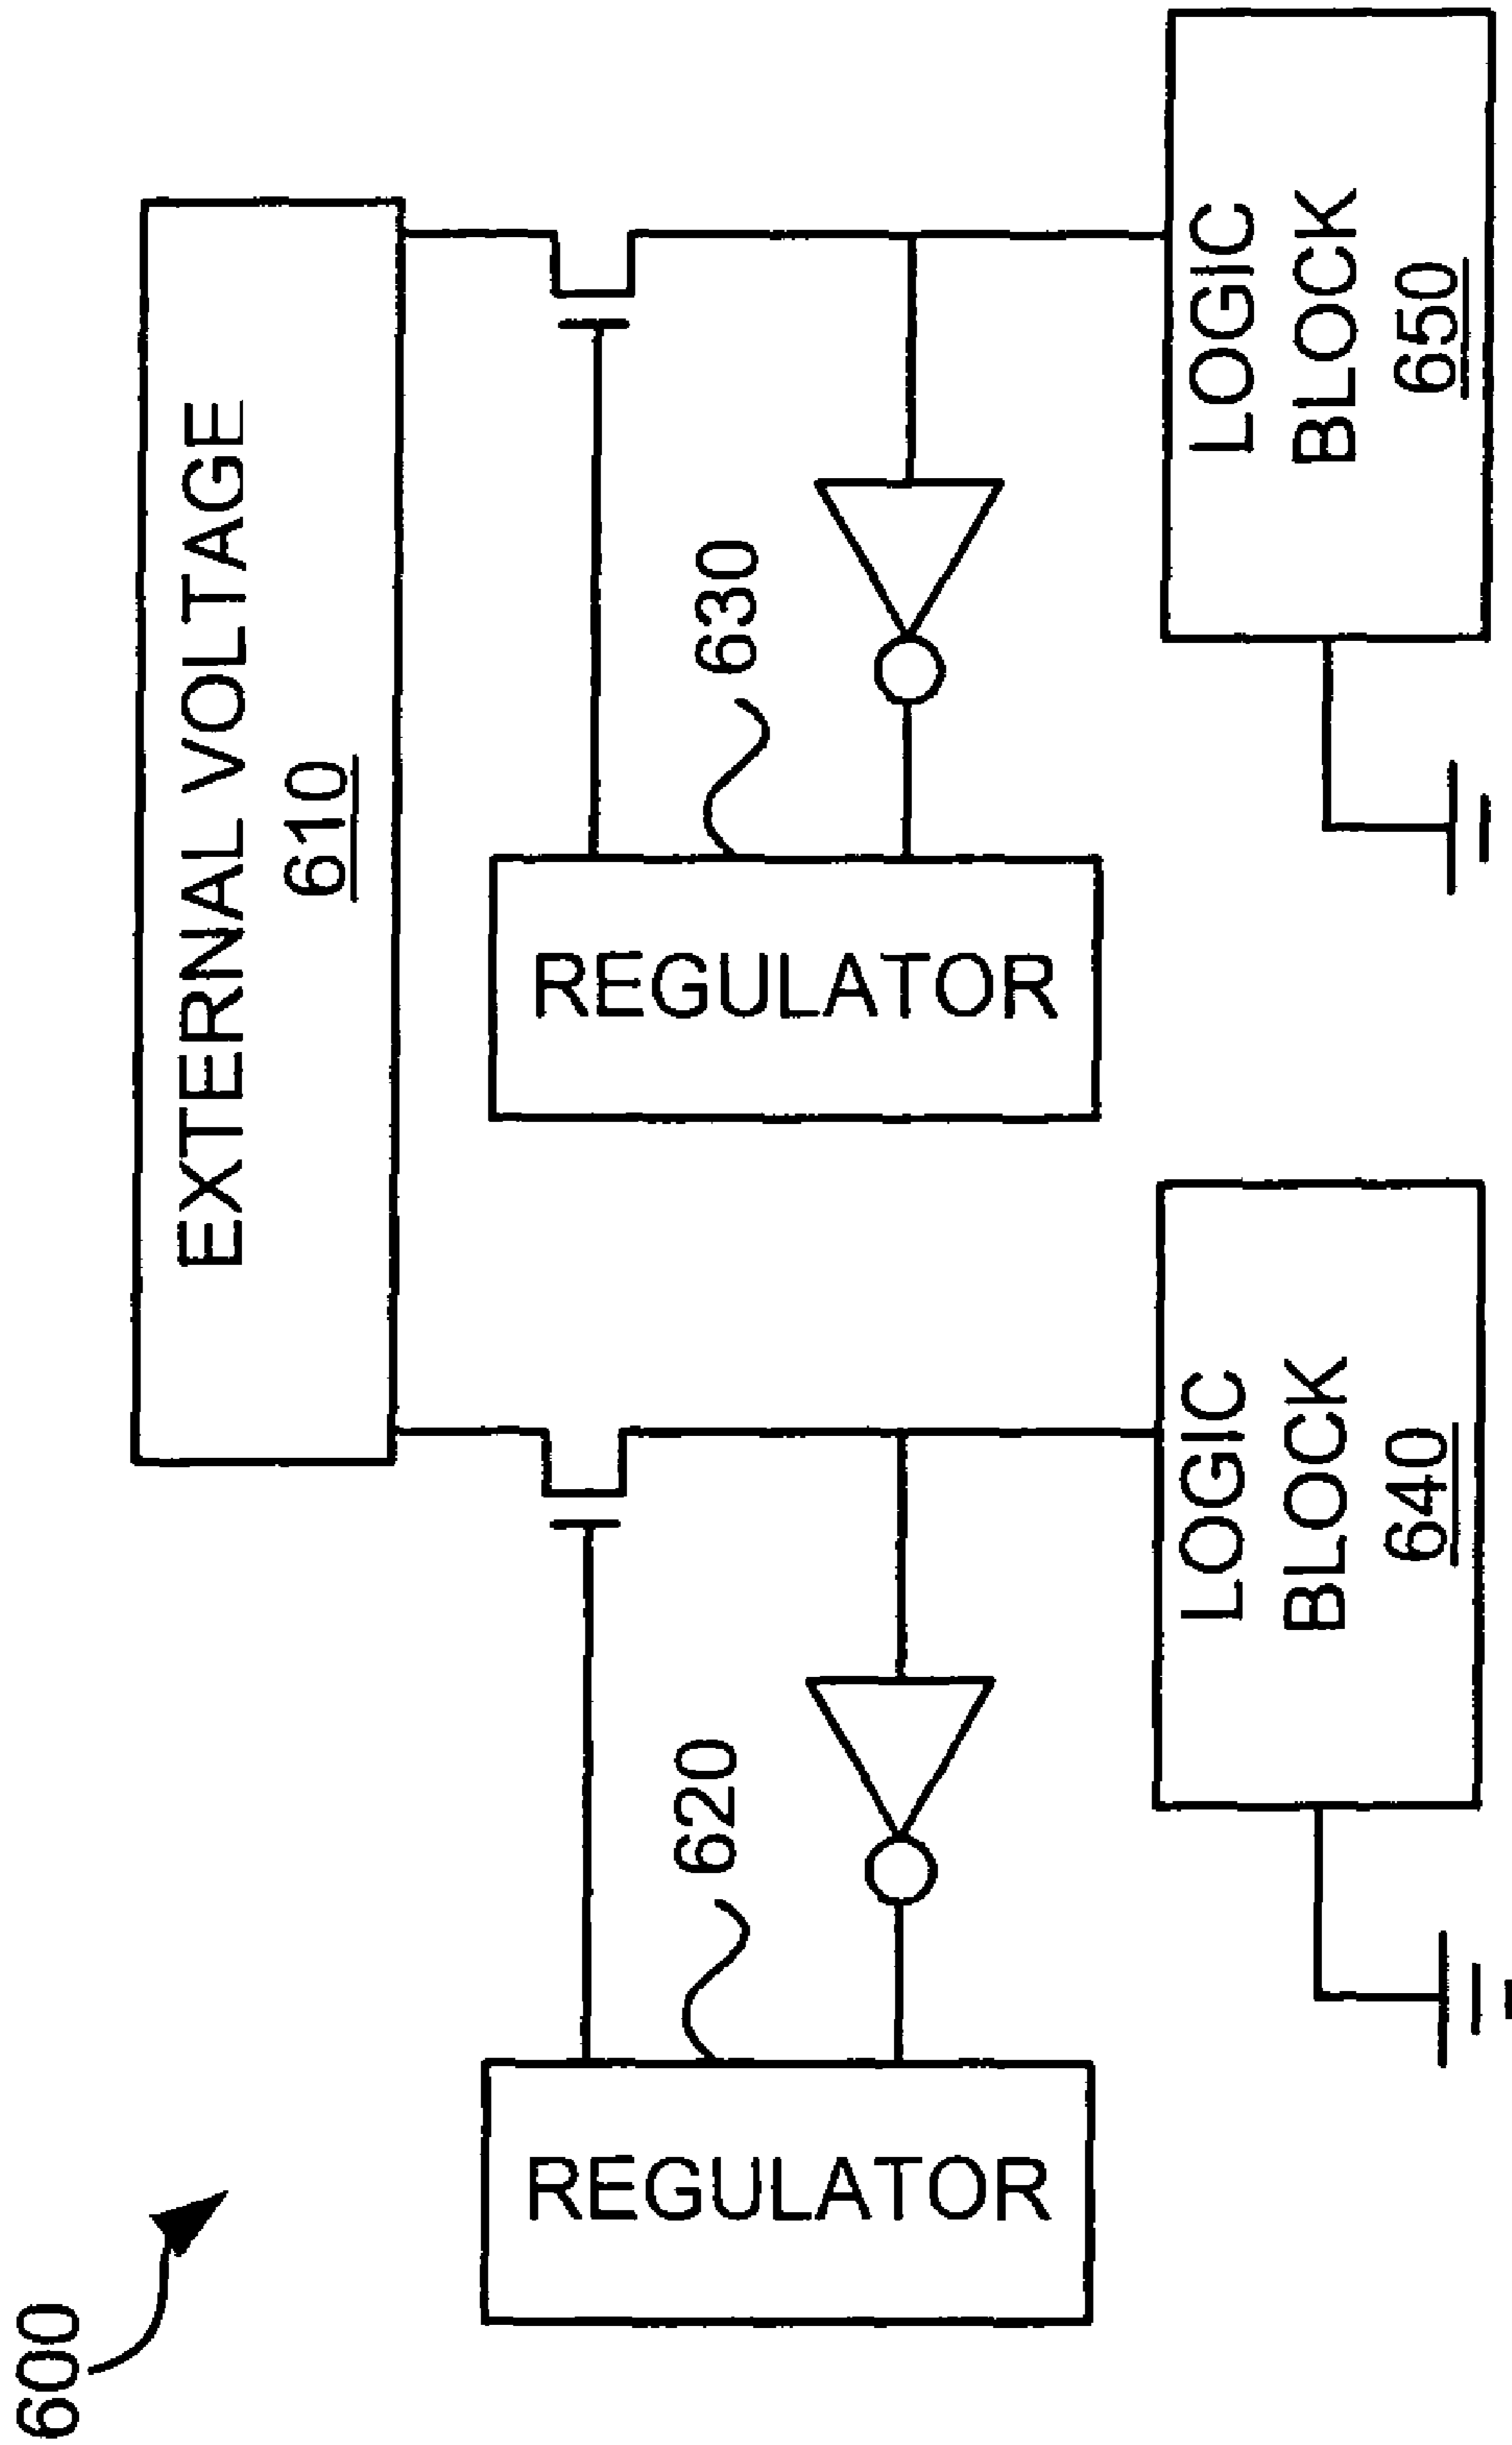 600
EXTERNAL VOLTAGE
610
REGULATOR
620
REGULATOR
630
LOGIC
BLOCK
640
LOGIC
BLOCK
650